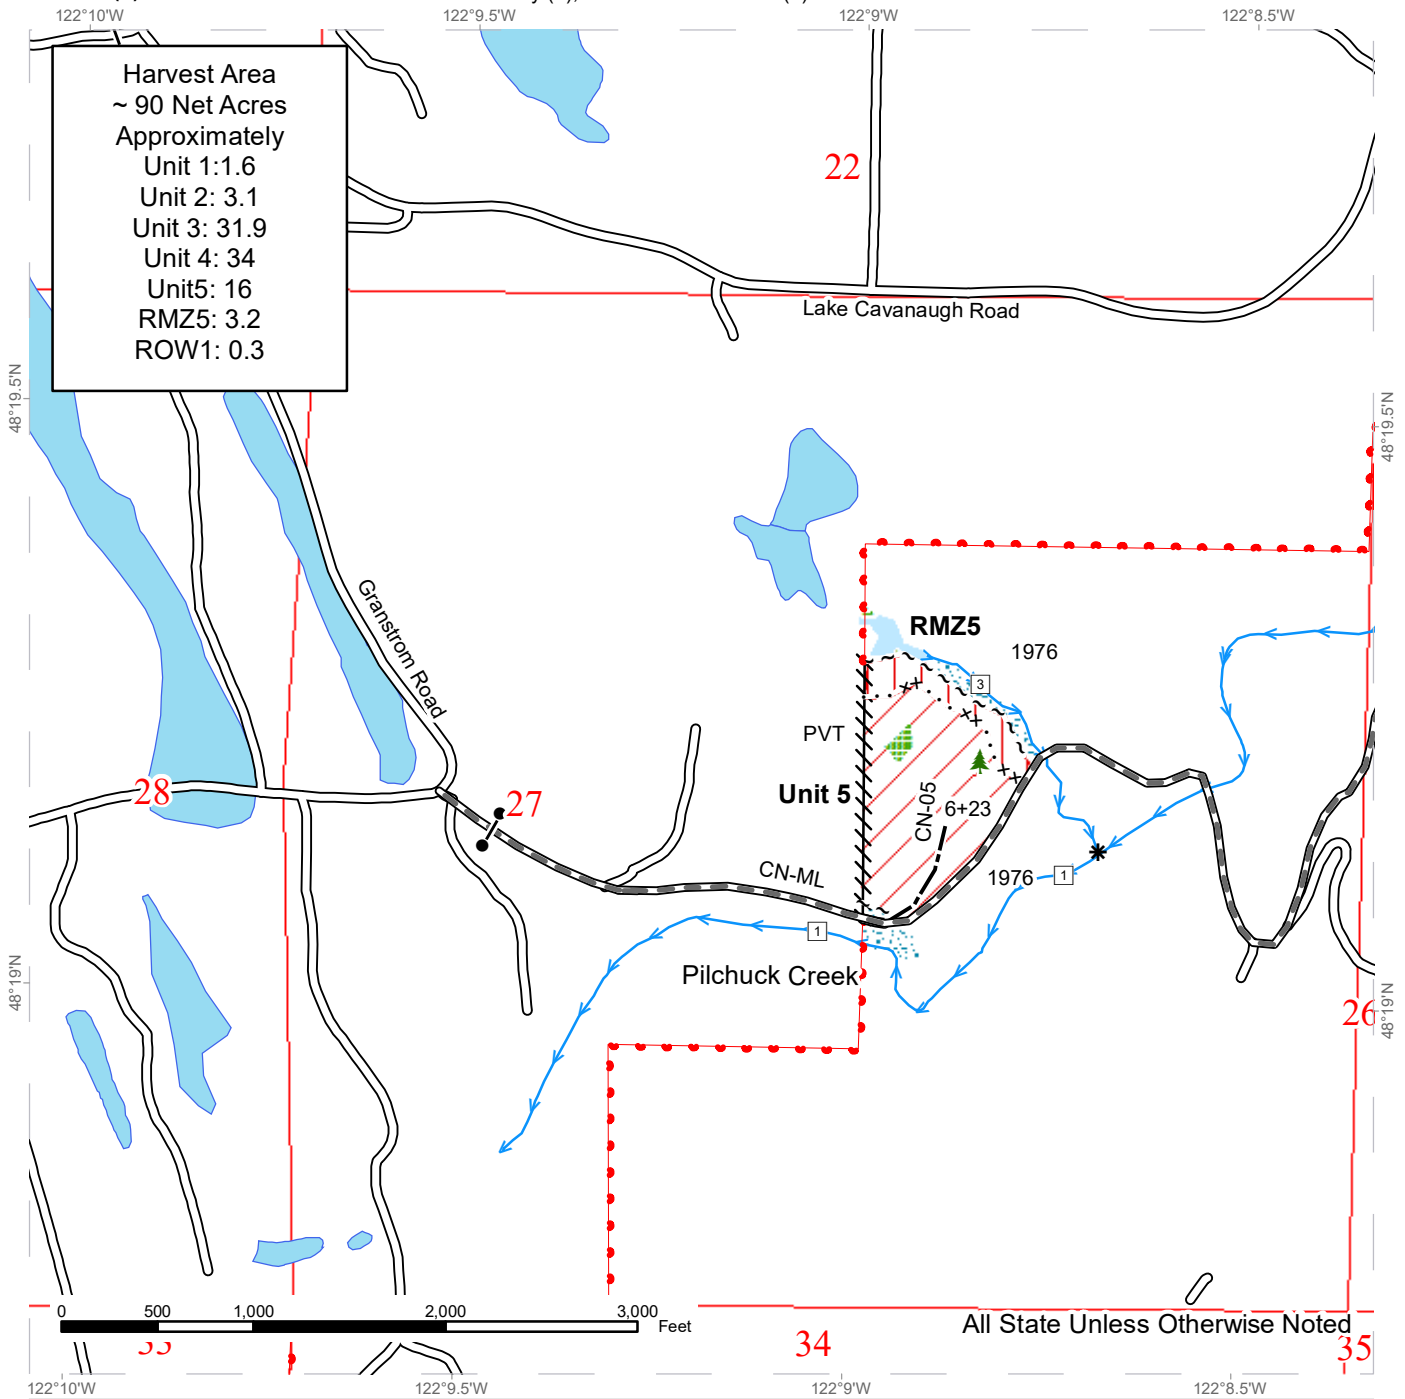 122°10'W
122°9.5'W
122°9'W
122°8.5'W
Harvest Area
~ 90 Net Acres
Approximately
Unit 1:1.6
Unit 2: 3.1
Unit 3: 31.9
Unit 4: 34
Unit5: 16
RMZ5: 3.2
ROW1: 0.3
22
Lake Cavanaugh Road
48°19.5'N
48°19.5'N
Granstrom Road
RMZ5
1976
3
PVT
Unit 5
28
27
CN-05
6+23
CN-ML
1976
1
1
Pilchuck Creek
48°19'N
48°19'N
26
0
500
1,000
2,000
3,000
Feet
All State Unless Otherwise Noted
33
34
35
122°10'W
122°9.5'W
122°9'W
122°8.5'W